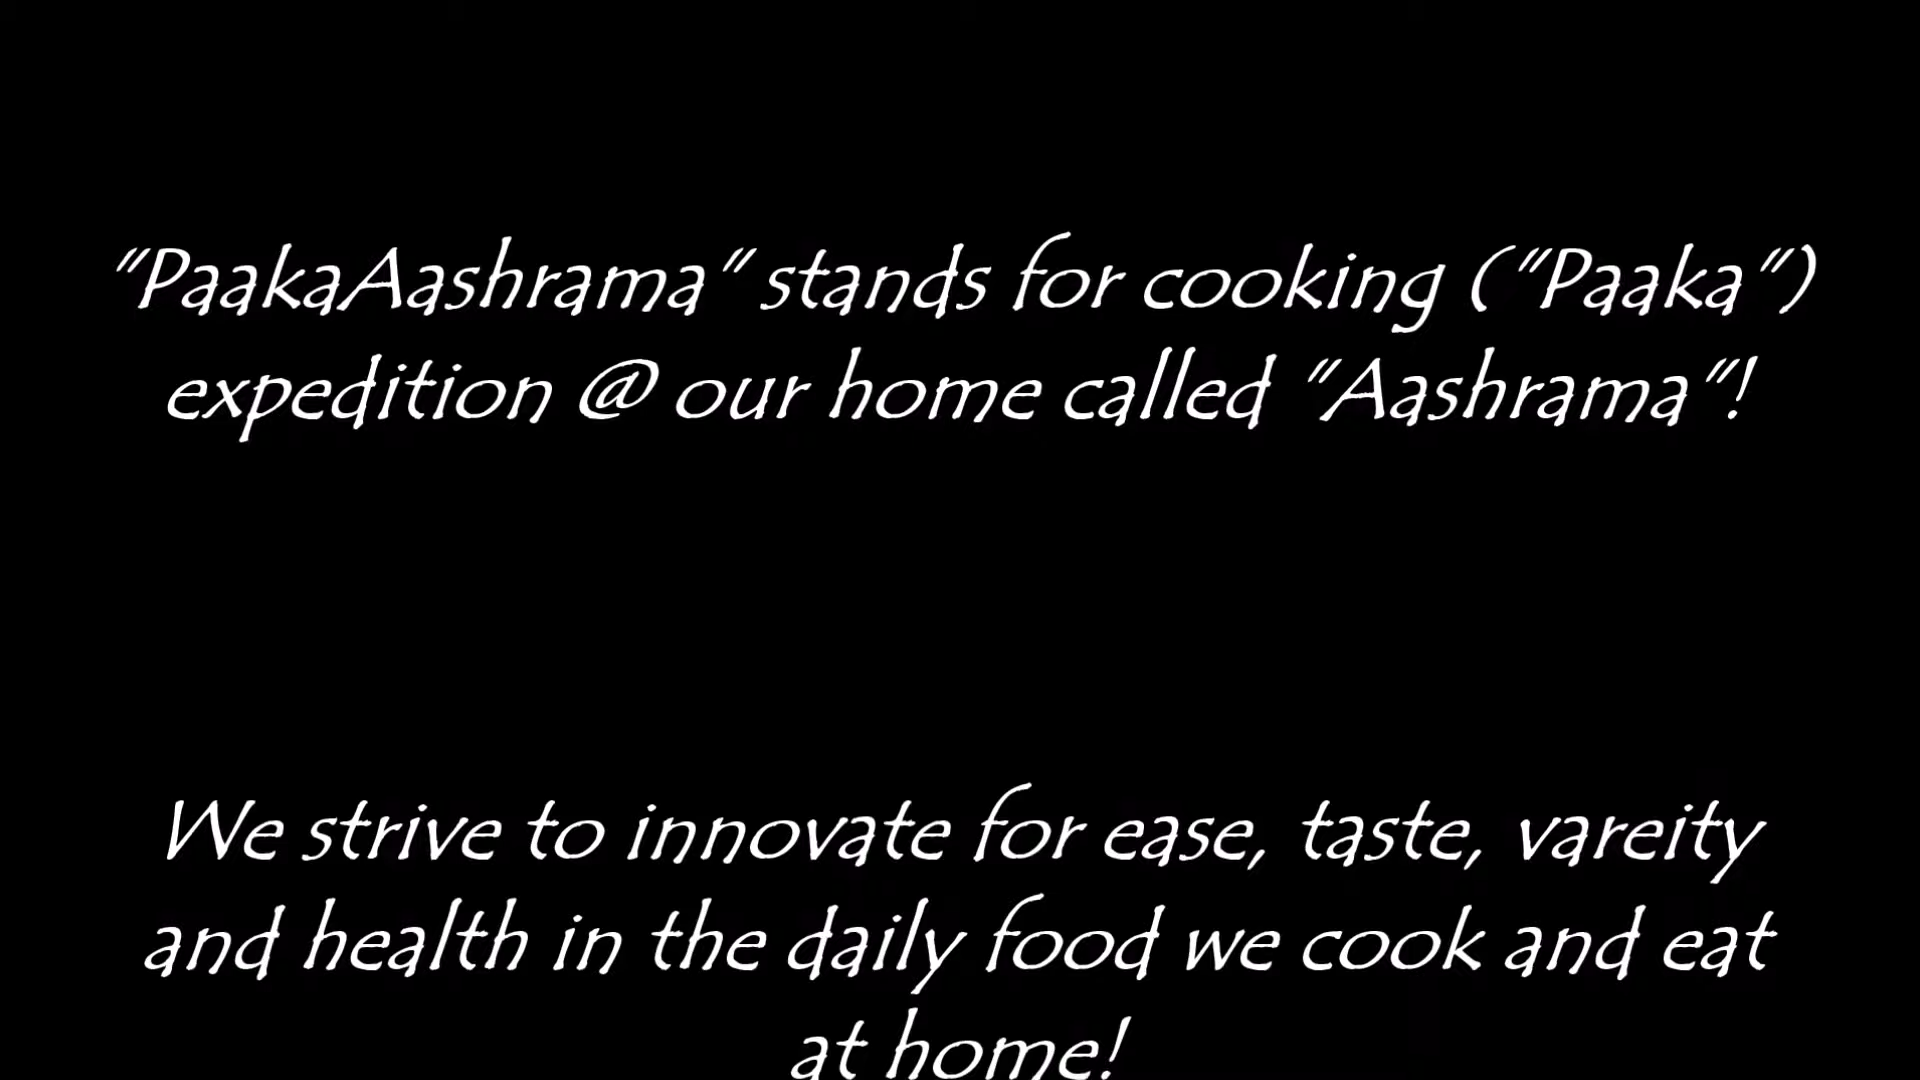 "PaakaAashrama" stands for cooking ("Paaka")
expedition @ our home called "Aashrama"!
We strive to innovate for ease, taste, vareity
and health in the daily food we cook and eat
at home!